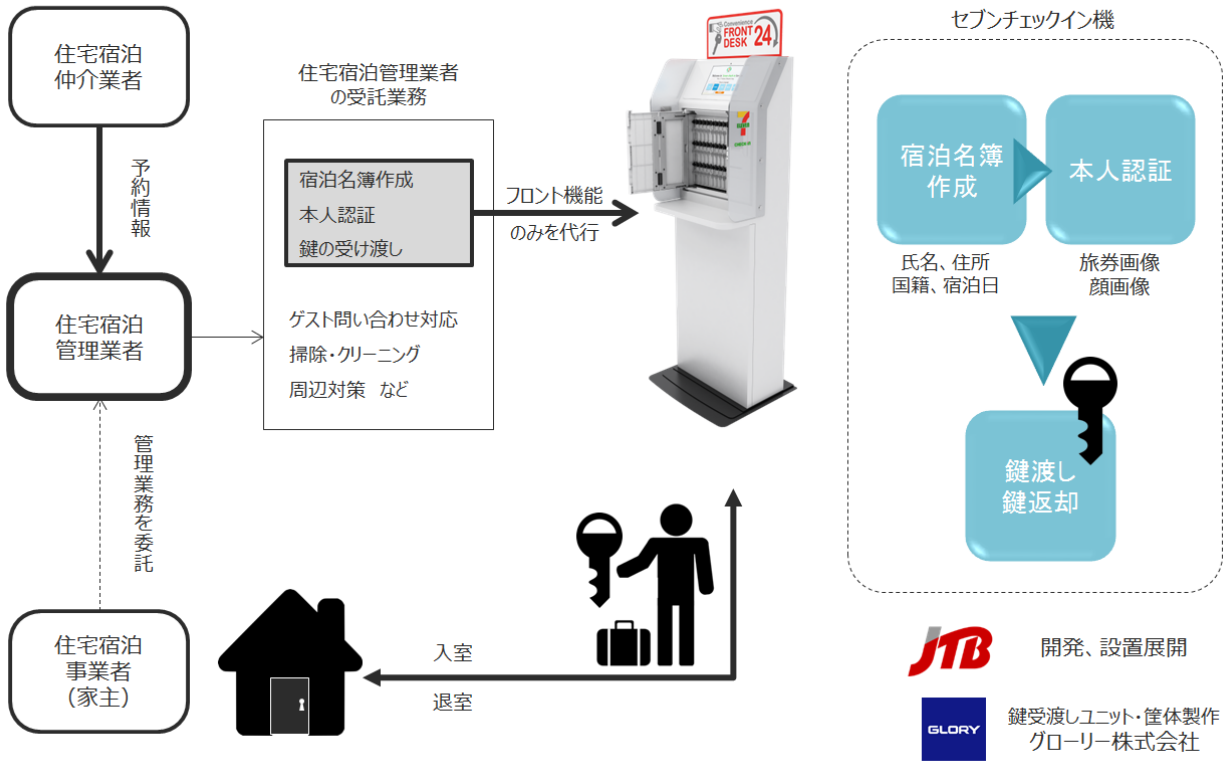 住宅宿泊
仲介業者
予約情報
住宅宿泊
管理業者
管理業務を委託
住宅宿泊
事業者
（家主）
住宅宿泊管理業者
の受託業務
宿泊名簿作成
本人認証
鍵の受け渡し
ゲスト問い合わせ対応
掃除・クリーニング
周辺対策　など
フロント機能
のみを代行
Convenience
FRONT
DESK 24
入室
退室
セブンチェックイン機
宿泊名簿
作成
本人認証
氏名、住所
国籍、宿泊日
旅券画像
顔画像
鍵渡し
鍵返却
JTB
開発、設置展開
GLORY
鍵受渡しユニット・筐体製作
グローリー株式会社